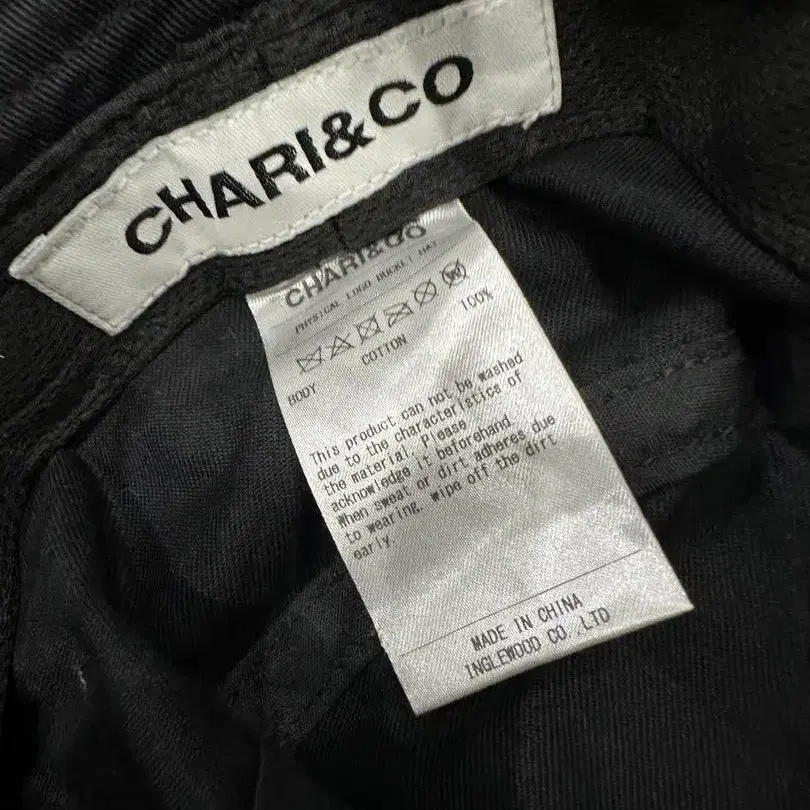 CHARI&CO
CHARI&CO
PHYSICAL LOGO BUCKET HAT
BODY COTTON 100%
This product can not be washed
due to the characteristics of
the material. Please
acknowledge it beforehand.
When sweat or dirt adheres due
to wearing, wipe off the dirt
early.
MADE IN CHINA
INGLEWOOD CO.,LTD